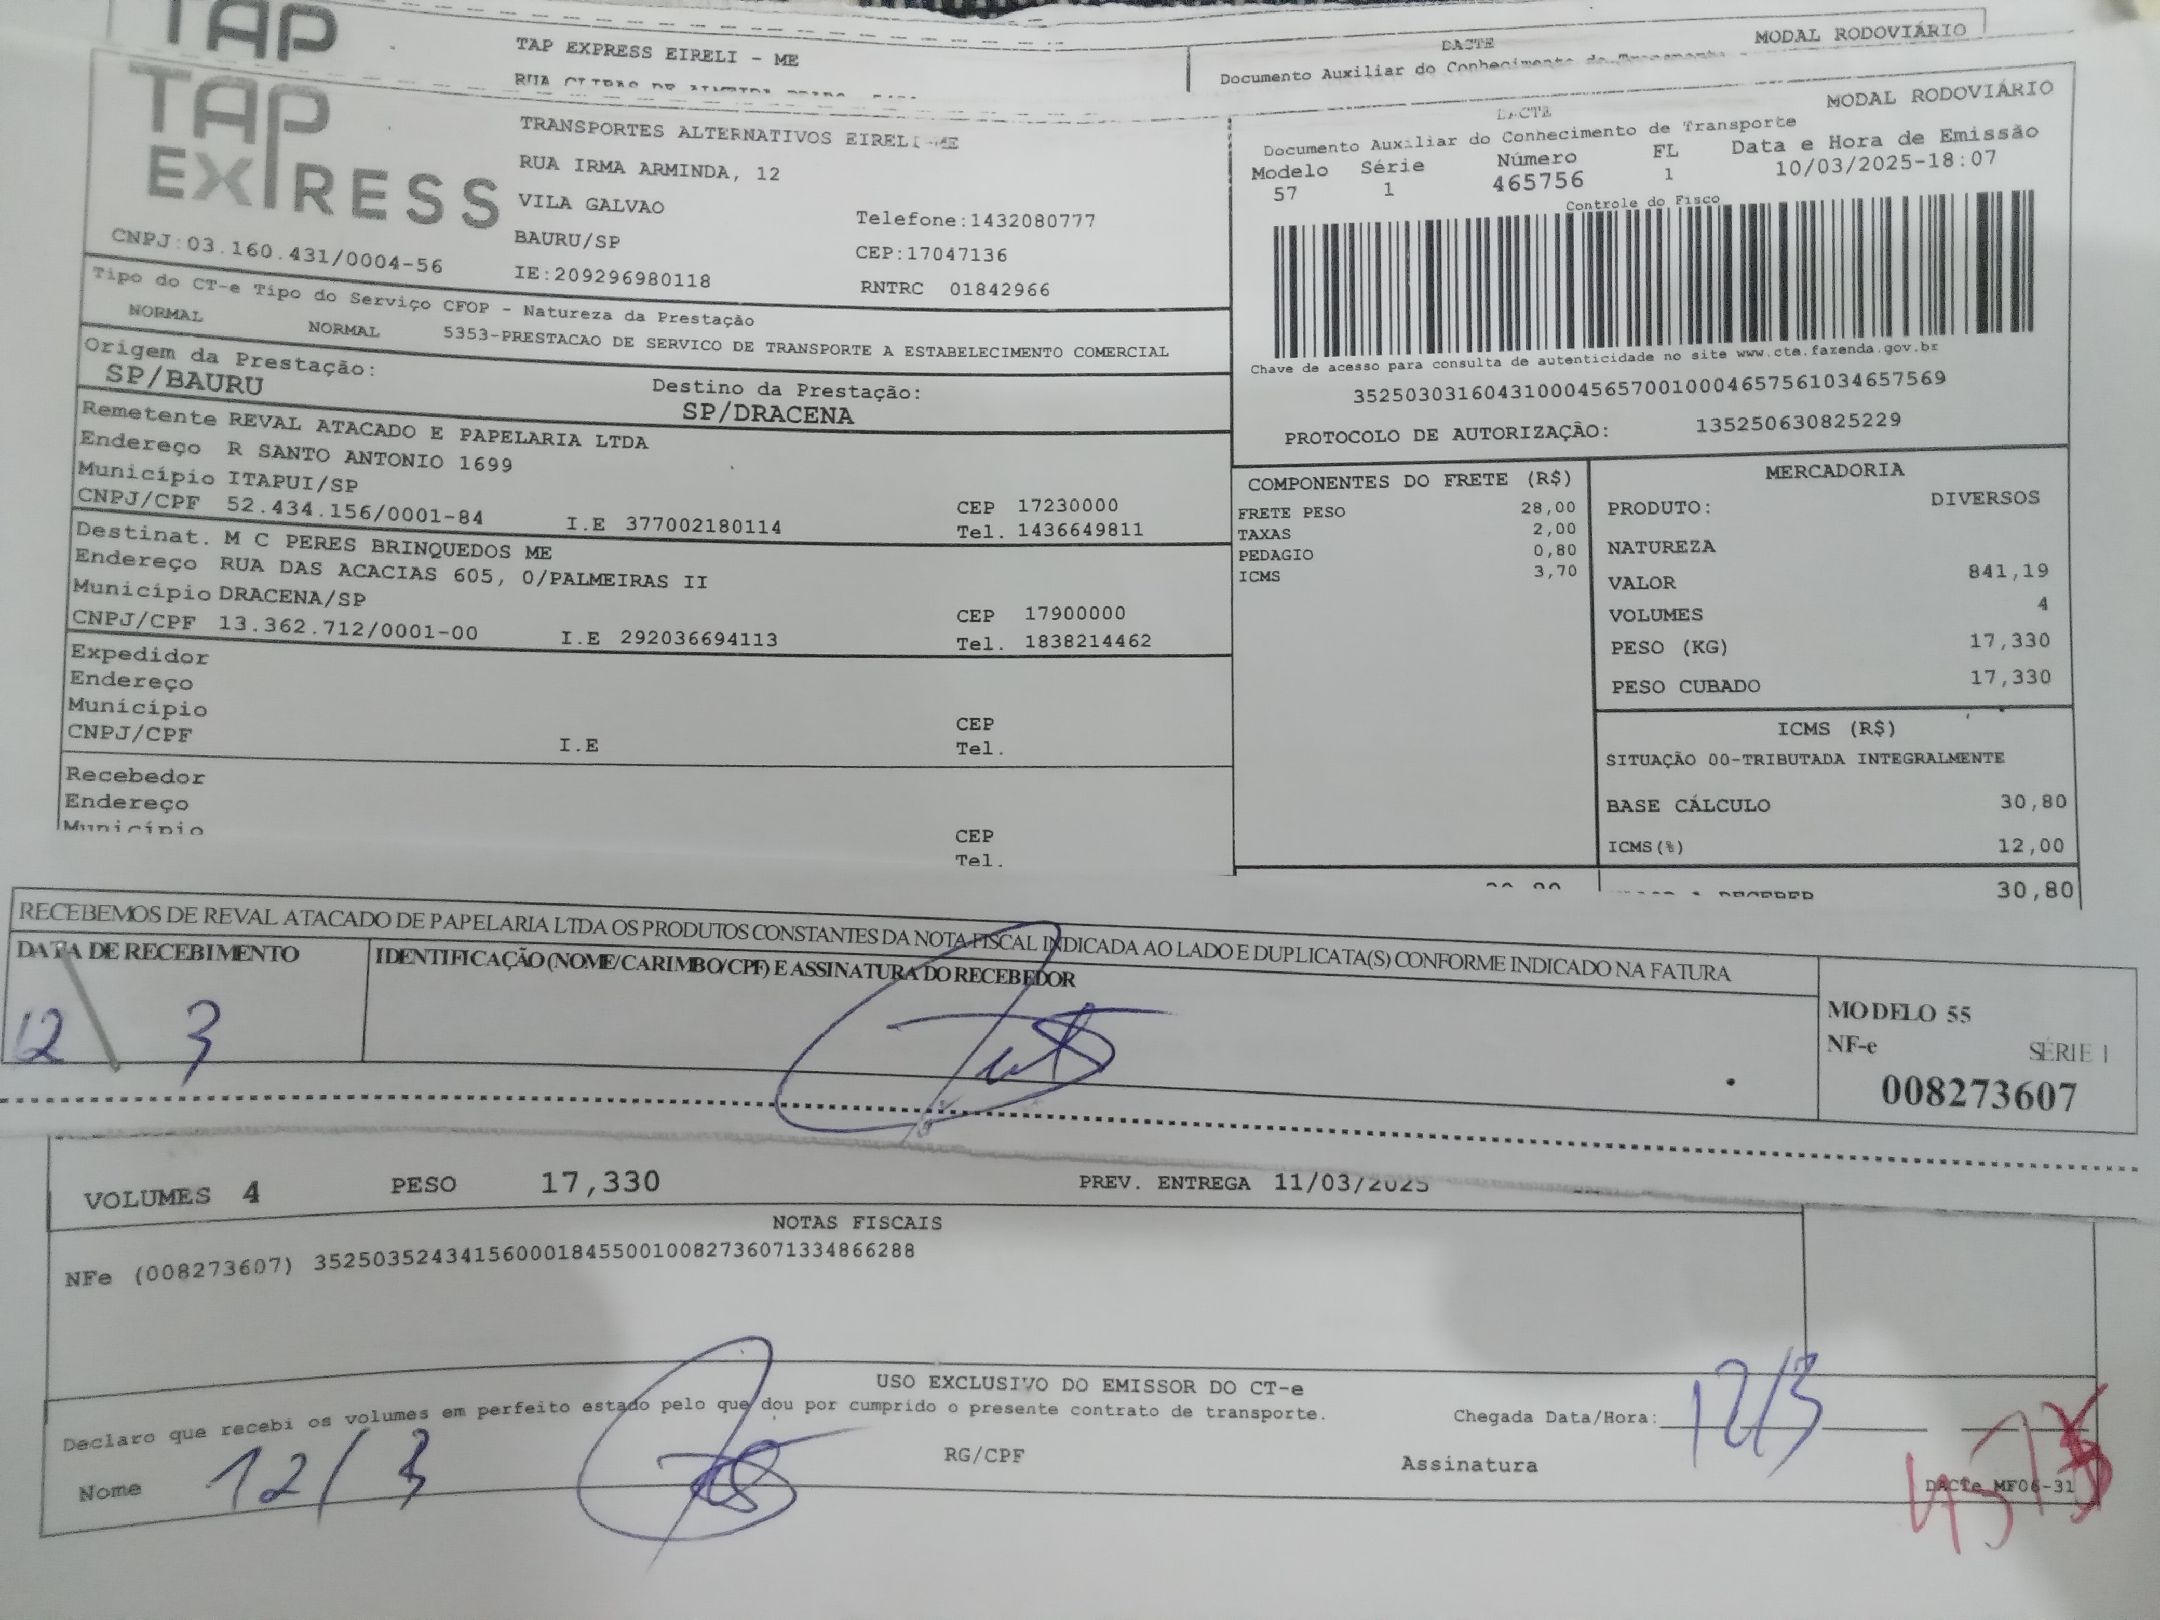 TAP
TAP EXPRESS EIRELI - ME
DACTE
MODAL RODOVIÁRIO
Documento Auxiliar do Conhecimento de Transporte
TAP
EXPRESS
CNPJ:03.160.431/0004-56
TRANSPORTES ALTERNATIVOS EIRELI-ME
RUA IRMA ARMINDA, 12
VILA GALVAO
Telefone:1432080777
BAURU/SP
CEP:17047136
IE:209296980118
RNTRC 01842966
DACTE
MODAL RODOVIÁRIO
Documento Auxiliar do Conhecimento de Transporte
Modelo Série Número FL Data e Hora de Emissão
57 1 465756 1 10/03/2025-18:07
Controle do Fisco
Chave de acesso para consulta de autenticidade no site www.cte.fazenda.gov.br
35250303160431000456570010004657561034657569
PROTOCOLO DE AUTORIZAÇÃO: 135250630825229
Tipo do CT-e Tipo do Serviço CFOP - Natureza da Prestação
NORMAL NORMAL 5353-PRESTACAO DE SERVICO DE TRANSPORTE A ESTABELECIMENTO COMERCIAL
Origem da Prestação: Destino da Prestação:
SP/BAURU SP/DRACENA
Remetente REVAL ATACADO E PAPELARIA LTDA
Endereço R SANTO ANTONIO 1699
Município ITAPUI/SP CEP 17230000
CNPJ/CPF 52.434.156/0001-84 I.E 377002180114 Tel. 1436649811
Destinat. M C PERES BRINQUEDOS ME
Endereço RUA DAS ACACIAS 605, 0/PALMEIRAS II
Município DRACENA/SP CEP 17900000
CNPJ/CPF 13.362.712/0001-00 I.E 292036694113 Tel. 1838214462
Expedidor
Endereço
Município CEP
CNPJ/CPF I.E Tel.
Recebedor
Endereço
Município CEP
Tel.
COMPONENTES DO FRETE (R$)
FRETE PESO 28,00
TAXAS 2,00
PEDAGIO 0,80
ICMS 3,70
MERCADORIA
PRODUTO: DIVERSOS
NATUREZA
VALOR 841,19
VOLUMES 4
PESO (KG) 17,330
PESO CUBADO 17,330
ICMS (R$)
SITUAÇÃO 00-TRIBUTADA INTEGRALMENTE
BASE CÁLCULO 30,80
ICMS(%) 12,00
30,80
RECEBEMOS DE REVAL ATACADO DE PAPELARIA LTDA OS PRODUTOS CONSTANTES DA NOTA FISCAL INDICADA AO LADO E DUPLICATA(S) CONFORME INDICADO NA FATURA
DATA DE RECEBIMENTO IDENTIFICAÇÃO (NOME/CARIMBO/CPF) E ASSINATURA DO RECEBEDOR
12 \ 3
MODELO 55
NF-e SÉRIE 1
008273607
VOLUMES 4 PESO 17,330 PREV. ENTREGA 11/03/2025
NOTAS FISCAIS
NFe (008273607) 35250352434156000184550010082736071334866288
USO EXCLUSIVO DO EMISSOR DO CT-e
Declaro que recebi os volumes em perfeito estado pelo que dou por cumprido o presente contrato de transporte.
Chegada Data/Hora: 12/3
Nome 12/3 RG/CPF Assinatura
DACTe MF06-31